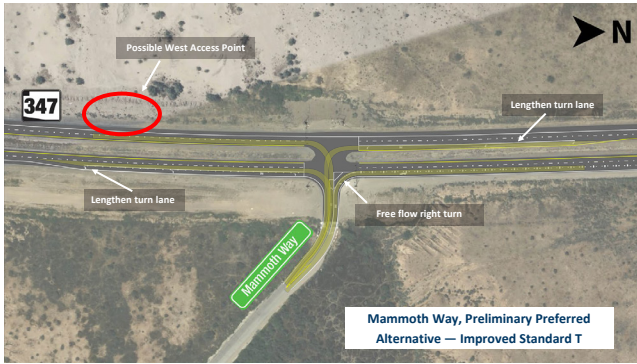 Possible West Access Point
N
347
Lengthen turn lane
Lengthen turn lane
Free flow right turn
Mammoth Way
Mammoth Way, Preliminary Preferred
Alternative — Improved Standard T